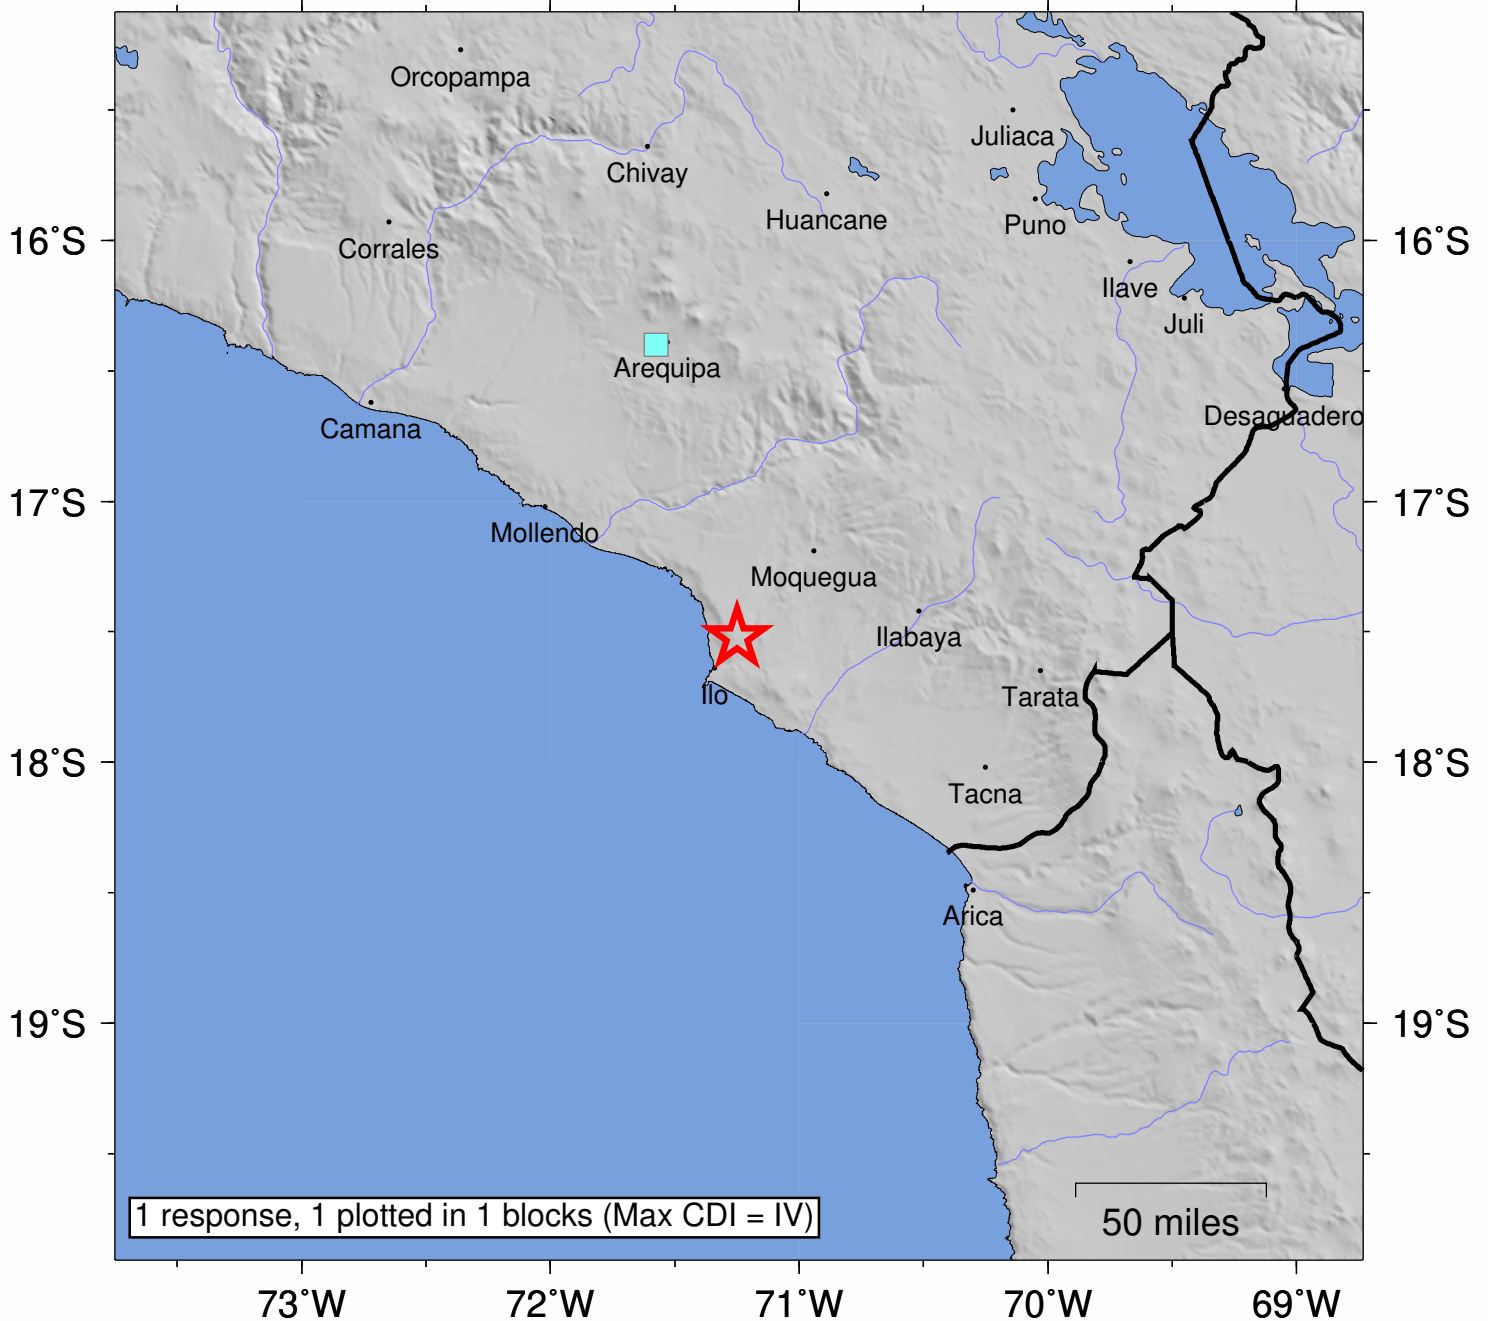 Orcopampa
Juliaca
Chivay
Huancane
Puno
16°S
Corrales
16°S
Ilave
Juli
Arequipa
Desaguadero
Camana
17°S
17°S
Mollendo
Moquegua
Ilabaya
Ilo
Tarata
18°S
18°S
Tacna
Arica
19°S
19°S
1 response, 1 plotted in 1 blocks (Max CDI = IV)
50 miles
73°W
72°W
71°W
70°W
69°W